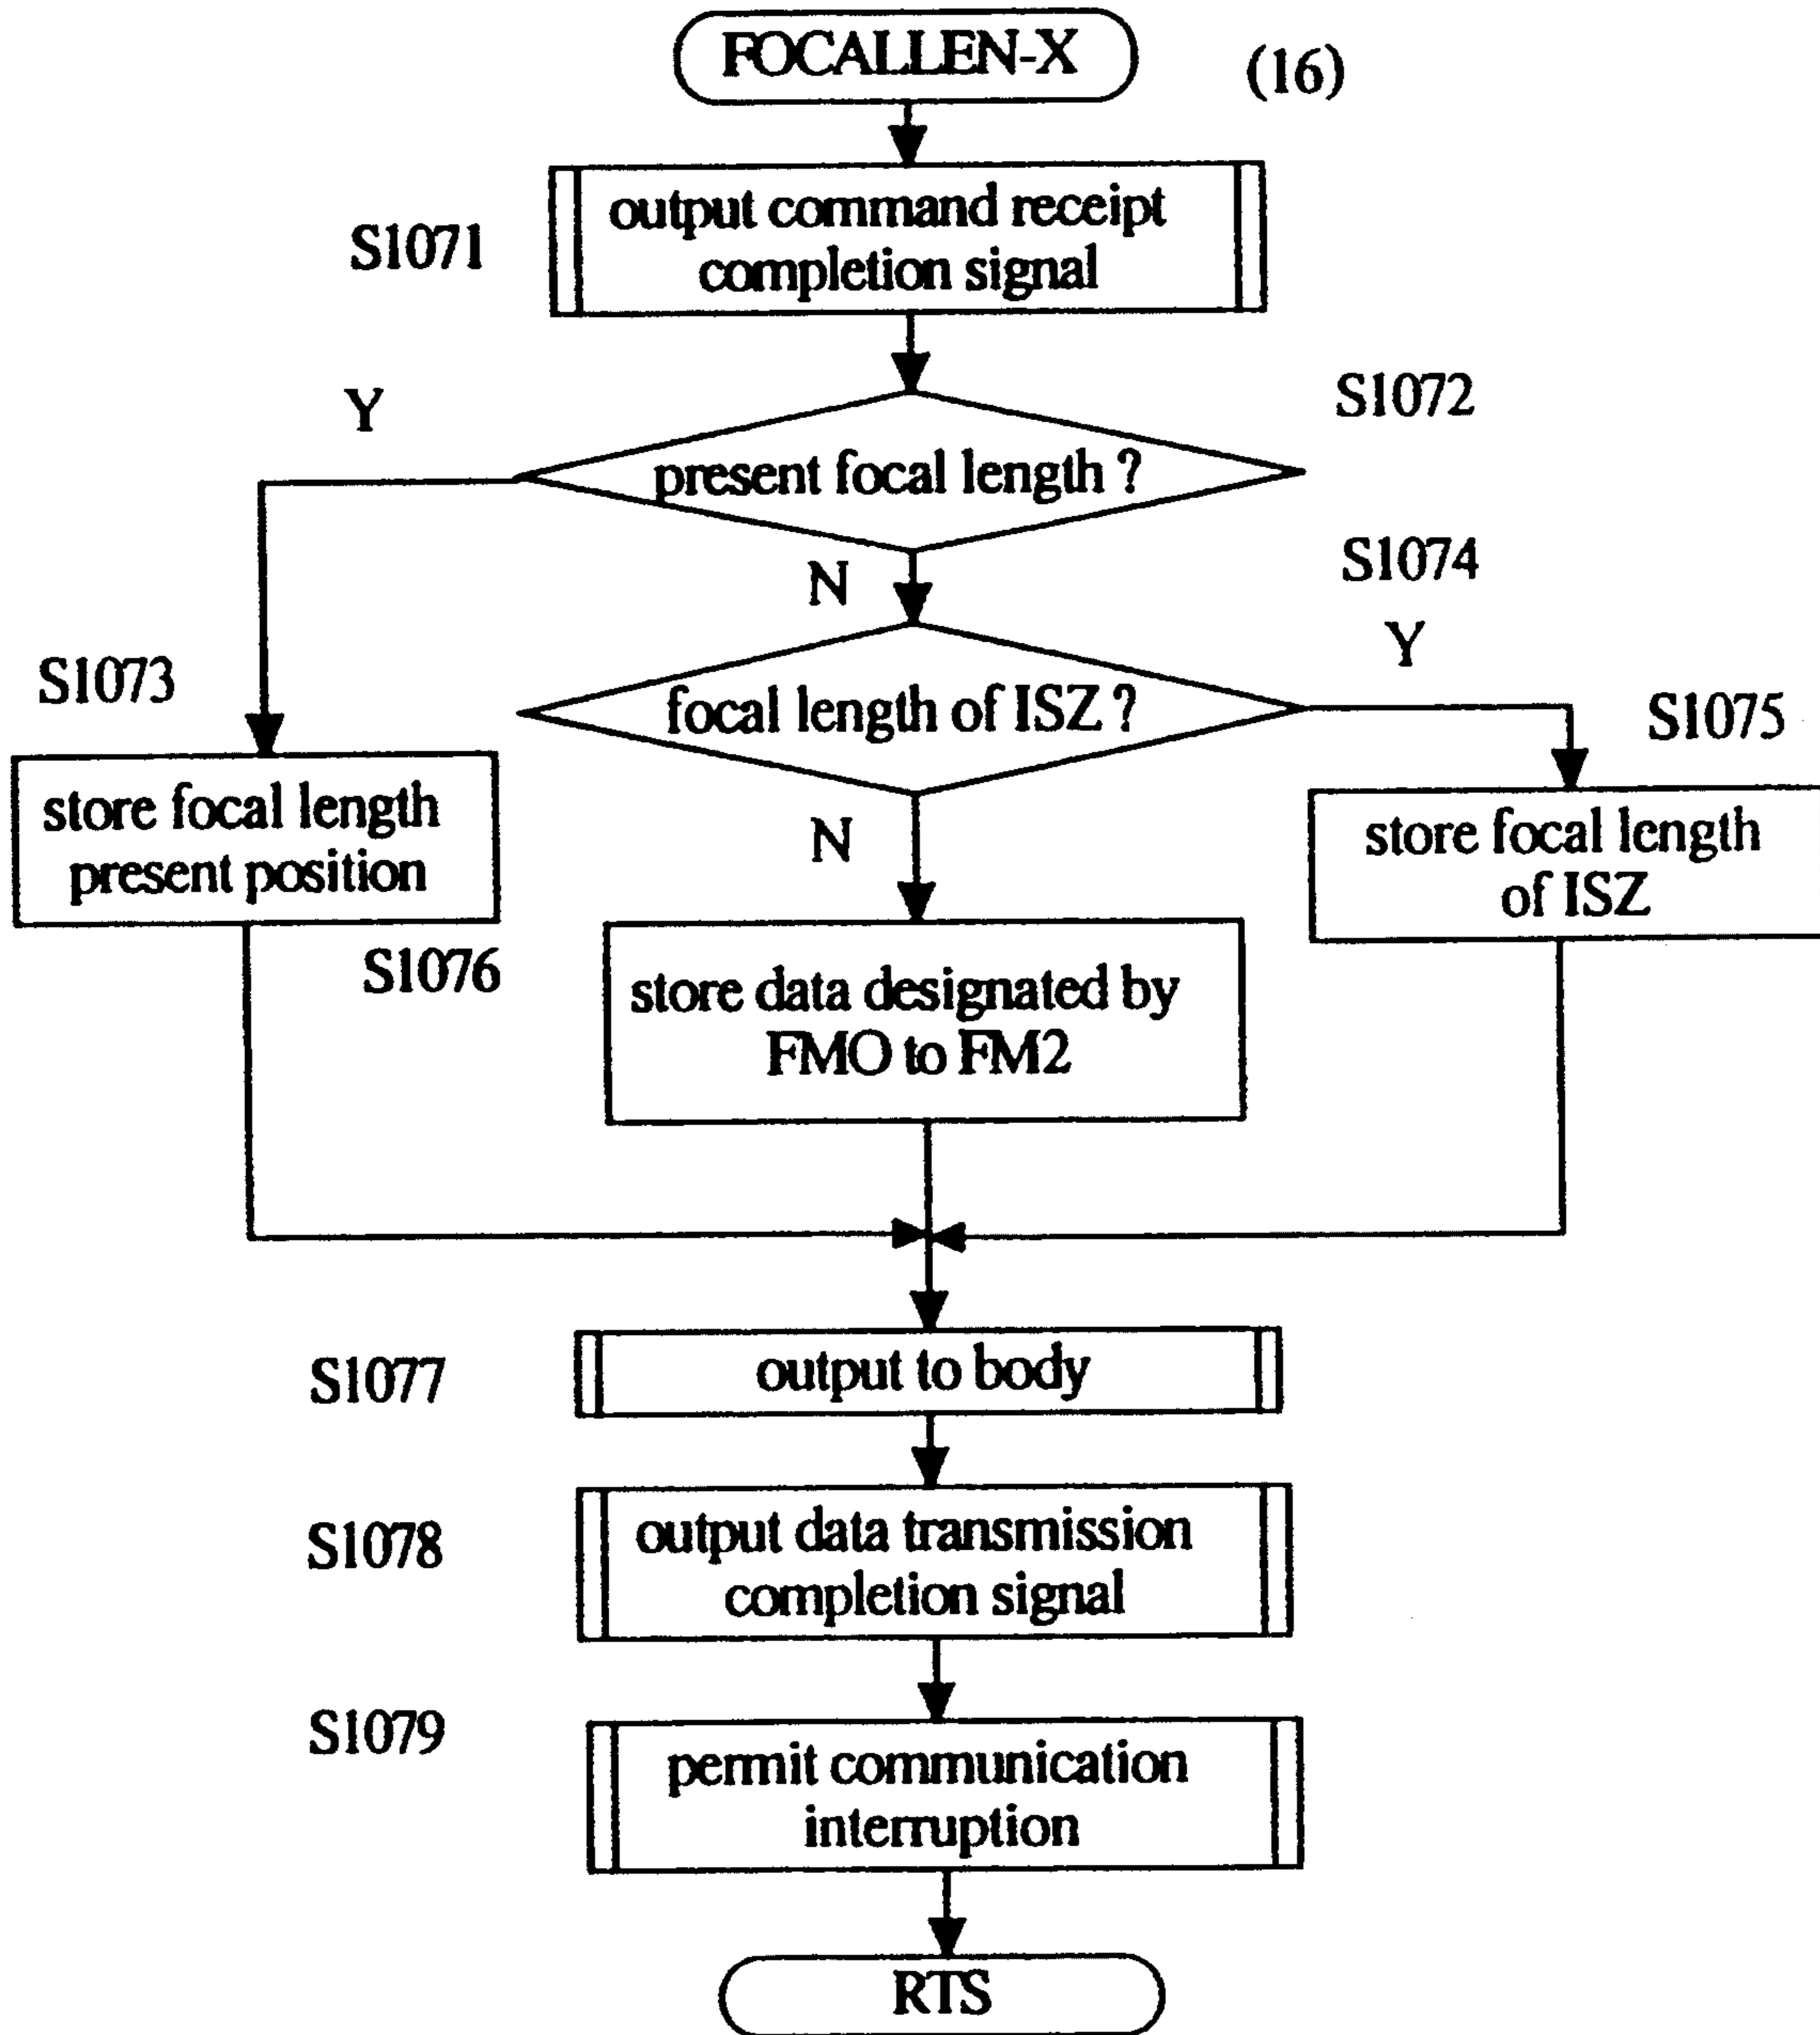 FOCALLEN-X
(16)
S1071
output command receipt
completion signal
S1072
Y
present focal length ?
N
S1074
Y
S1073
focal length of ISZ ?
S1075
store focal length
present position
N
store focal length
of ISZ
S1076
store data designated by
FMO to FM2
S1077
output to body
S1078
output data transmission
completion signal
S1079
permit communication
interruption
RTS